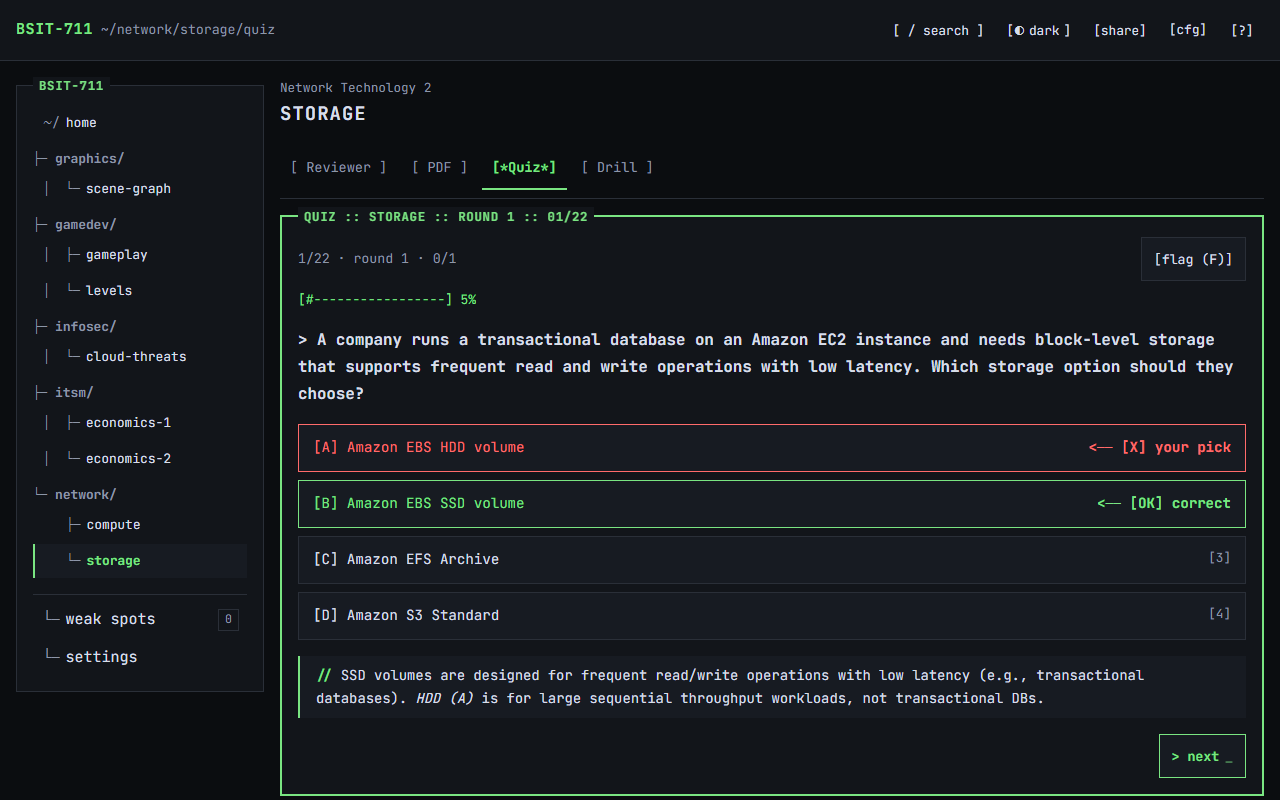 BSIT-711 ~/network/storage/quiz
[ / search ] [◐ dark ] [share] [cfg] [?]
BSIT-711
~/ home
├─ graphics/
│ └─ scene-graph
├─ gamedev/
│ ├─ gameplay
│ └─ levels
├─ infosec/
│ └─ cloud-threats
├─ itsm/
│ ├─ economics-1
│ └─ economics-2
└─ network/
├─ compute
└─ storage
└─ weak spots 0
└─ settings
Network Technology 2
STORAGE
[ Reviewer ] [ PDF ] [*Quiz*] [ Drill ]
QUIZ :: STORAGE :: ROUND 1 :: 01/22
1/22 · round 1 · 0/1
[flag (F)]
[#----------------] 5%
> A company runs a transactional database on an Amazon EC2 instance and needs block-level storage
that supports frequent read and write operations with low latency. Which storage option should they
choose?
[A] Amazon EBS HDD volume <── [X] your pick
[B] Amazon EBS SSD volume <── [OK] correct
[C] Amazon EFS Archive [3]
[D] Amazon S3 Standard [4]
// SSD volumes are designed for frequent read/write operations with low latency (e.g., transactional
databases). HDD (A) is for large sequential throughput workloads, not transactional DBs.
> next _